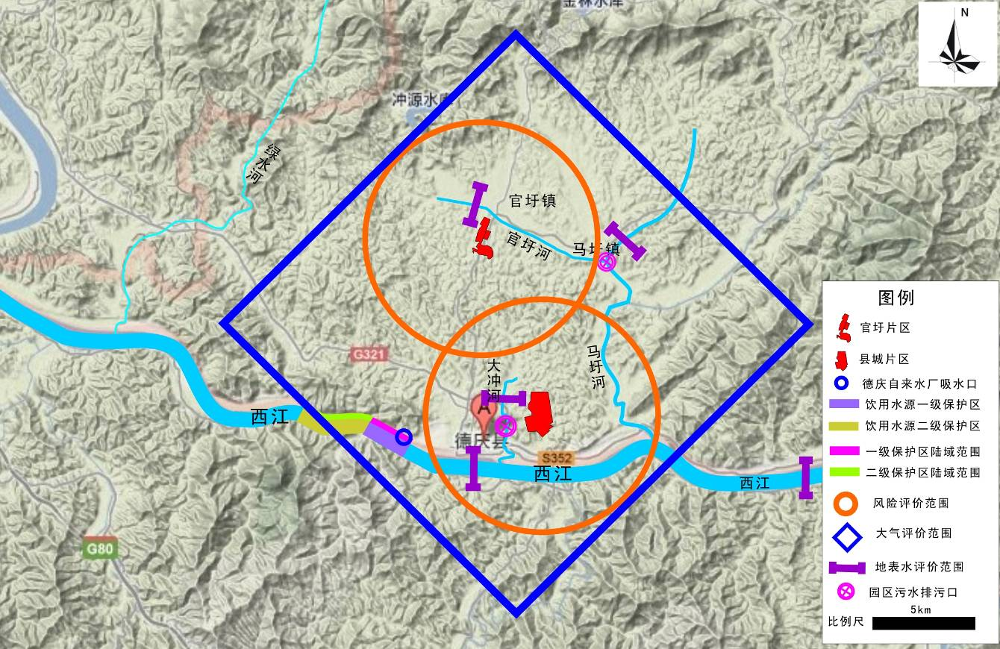 金林水库
N
冲源水库
绿水河
官圩镇
官圩河
马圩镇
图例
官圩片区
县城片区
德庆自来水厂吸水口
饮用水源一级保护区
饮用水源二级保护区
一级保护区陆域范围
二级保护区陆域范围
风险评价范围
大气评价范围
地表水评价范围
园区污水排污口
5km
比例尺
G321
大冲河
马圩河
A
西江
德庆县
S352
西江
西江
G80